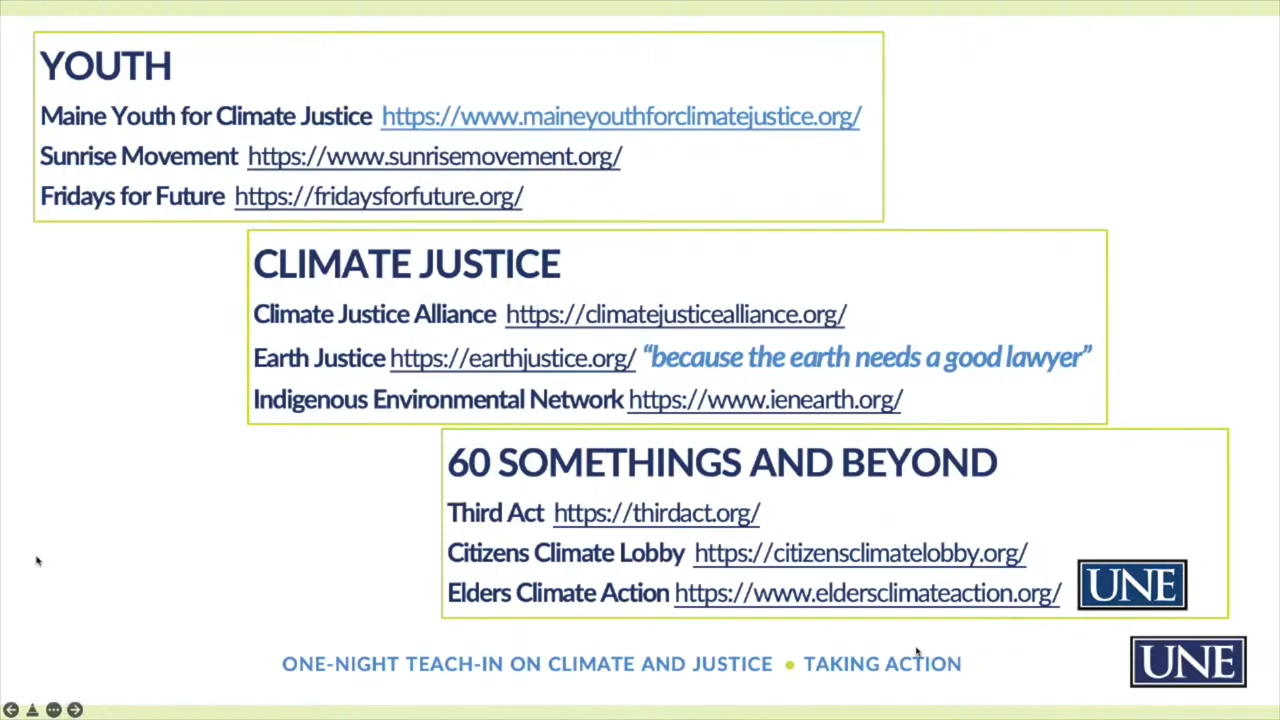 YOUTH
Maine Youth for Climate Justice https://www.maineyouthforclimatejustice.org/
Sunrise Movement https://www.sunrisemovement.org/
Fridays for Future https://fridaysforfuture.org/
CLIMATE JUSTICE
Climate Justice Alliance https://climatejusticealliance.org/
Earth Justice https://earthjustice.org/ “because the earth needs a good lawyer”
Indigenous Environmental Network https://www.ienearth.org/
60 SOMETHINGS AND BEYOND
Third Act https://thirdact.org/
Citizens Climate Lobby https://citizensclimatelobby.org/
Elders Climate Action https://www.eldersclimateaction.org/
UNE
ONE-NIGHT TEACH-IN ON CLIMATE AND JUSTICE • TAKING ACTION
UNE